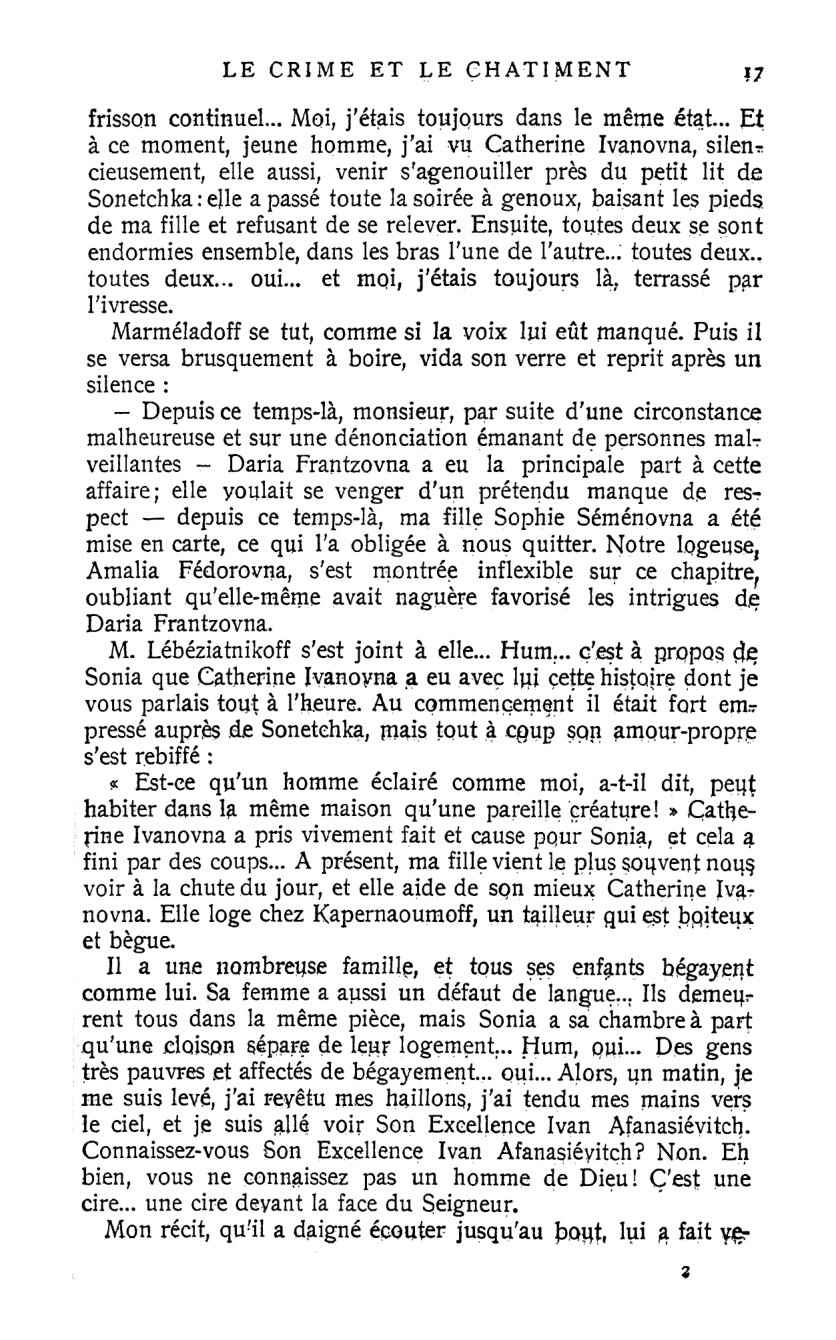 LE CRIME ET LE CHATIMENT 17
frisson continuel... Moi, j'étais toujours dans le même état... Et
à ce moment, jeune homme, j'ai vu Catherine Ivanovna, silen-
cieusement, elle aussi, venir s'agenouiller près du petit lit de
Sonetchka : elle a passé toute la soirée à genoux, baisant les pieds
de ma fille et refusant de se relever. Ensuite, toutes deux se sont
endormies ensemble, dans les bras l'une de l'autre... toutes deux..
toutes deux... oui... et moi, j'étais toujours là, terrassé par
l'ivresse.
Marméladoff se tut, comme si la voix lui eût manqué. Puis il
se versa brusquement à boire, vida son verre et reprit après un
silence :
— Depuis ce temps-là, monsieur, par suite d'une circonstance
malheureuse et sur une dénonciation émanant de personnes mal-
veillantes — Daria Frantzovna a eu la principale part à cette
affaire; elle voulait se venger d'un prétendu manque de res-
pect — depuis ce temps-là, ma fille Sophie Séménovna a été
mise en carte, ce qui l'a obligée à nous quitter. Notre logeuse,
Amalia Fédorovna, s'est montrée inflexible sur ce chapitre,
oubliant qu'elle-même avait naguère favorisé les intrigues de
Daria Frantzovna.
M. Lébéziatnikoff s'est joint à elle... Hum... c'est à propos de
Sonia que Catherine Ivanovna a eu avec lui cette histoire dont je
vous parlais tout à l'heure. Au commencement il était fort em-
pressé auprès de Sonetchka, mais tout à coup son amour-propre
s'est rebiffé :
« Est-ce qu'un homme éclairé comme moi, a-t-il dit, peut
habiter dans la même maison qu'une pareille créature! » Cathe-
rine Ivanovna a pris vivement fait et cause pour Sonia, et cela a
fini par des coups... A présent, ma fille vient le plus souvent nous
voir à la chute du jour, et elle aide de son mieux Catherine Iva-
novna. Elle loge chez Kapernaoumoff, un tailleur qui est boiteux
et bègue.
Il a une nombreuse famille, et tous ses enfants bégayent
comme lui. Sa femme a aussi un défaut de langue... Ils demeu-
rent tous dans la même pièce, mais Sonia a sa chambre à part
qu'une cloison sépare de leur logement... Hum, oui... Des gens
très pauvres et affectés de bégayement... oui... Alors, un matin, je
me suis levé, j'ai revêtu mes haillons, j'ai tendu mes mains vers
le ciel, et je suis allé voir Son Excellence Ivan Afanasiévitch.
Connaissez-vous Son Excellence Ivan Afanasiévitch? Non. Eh
bien, vous ne connaissez pas un homme de Dieu! C'est une
cire... une cire devant la face du Seigneur.
Mon récit, qu'il a daigné écouter jusqu'au bout, lui a fait ve-
2